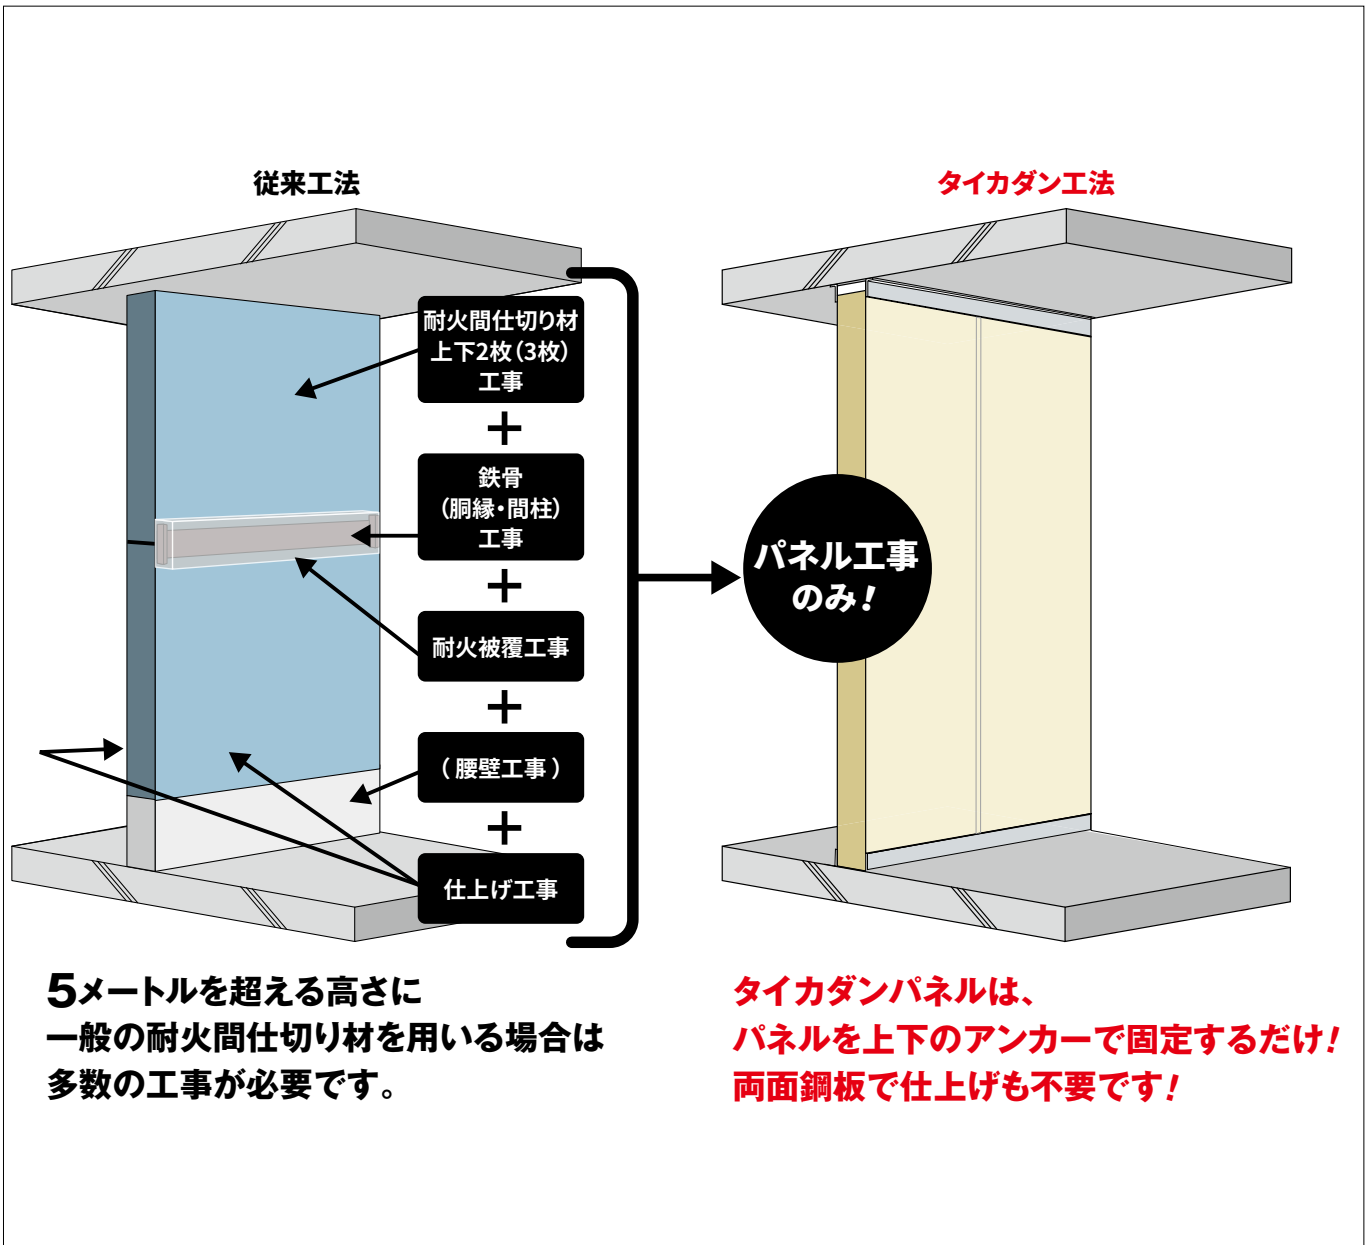 従来工法
耐火間仕切り材
上下2枚(3枚)
工事
+
鉄骨
(胴縁・間柱)
工事
+
耐火被覆工事
+
(腰壁工事)
+
仕上げ工事
5メートルを超える高さに
一般の耐火間仕切り材を用いる場合は
多数の工事が必要です。
タイカダン工法
パネル工事
のみ!
タイカダンパネルは、
パネルを上下のアンカーで固定するだけ!
両面鋼板で仕上げも不要です!